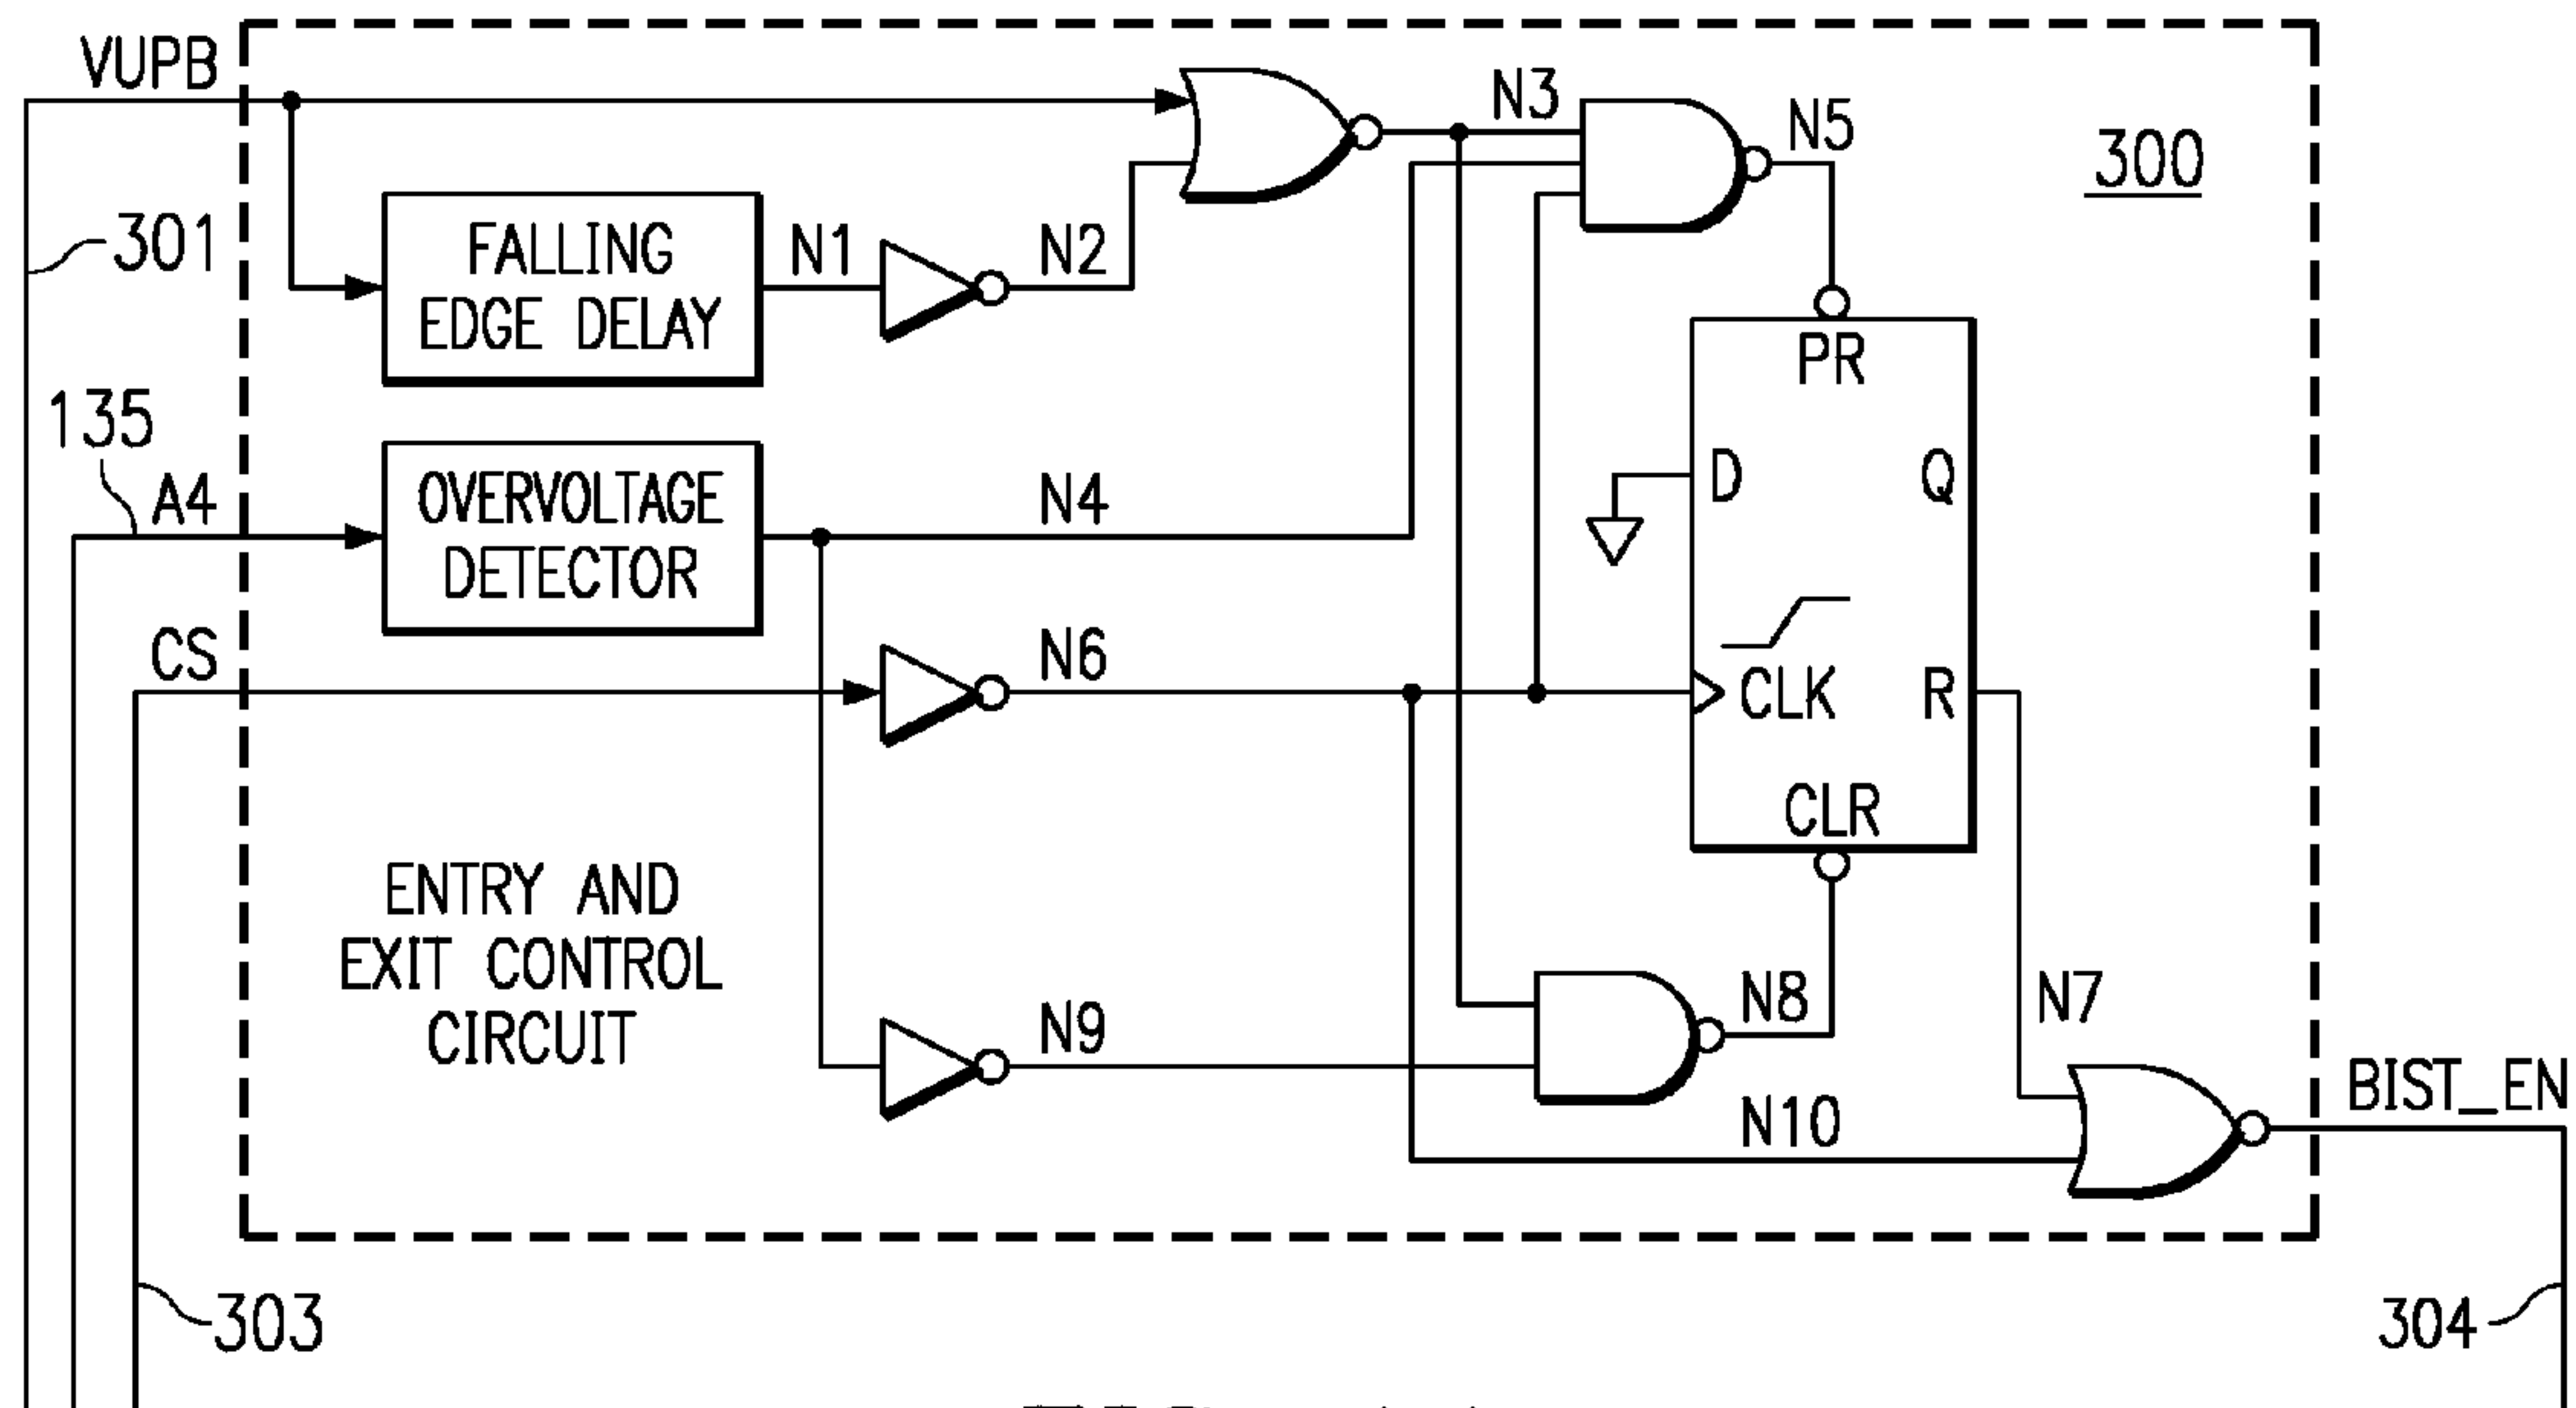 VUPB
301
FALLING
EDGE DELAY
N1
N2
N3
N5
300
135
A4
OVERVOLTAGE
DETECTOR
N4
PR
D
Q
CS
N6
CLK
R
CLR
ENTRY AND
EXIT CONTROL
CIRCUIT
N9
N8
N7
N10
BIST_EN
303
304